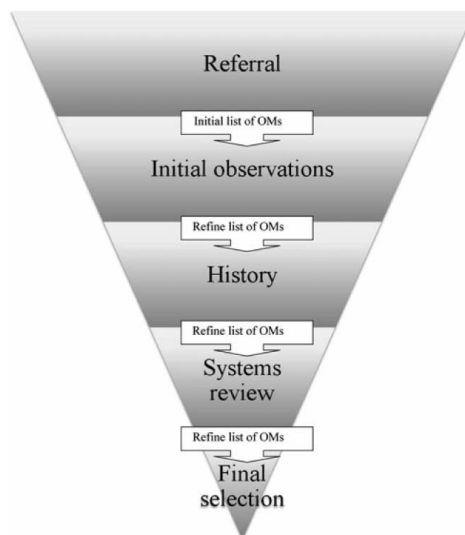 Referral
Initial list of OMs
Initial observations
Refine list of OMs
History
Refine list of OMs
Systems
review
Refine list of OMs
Final
selection